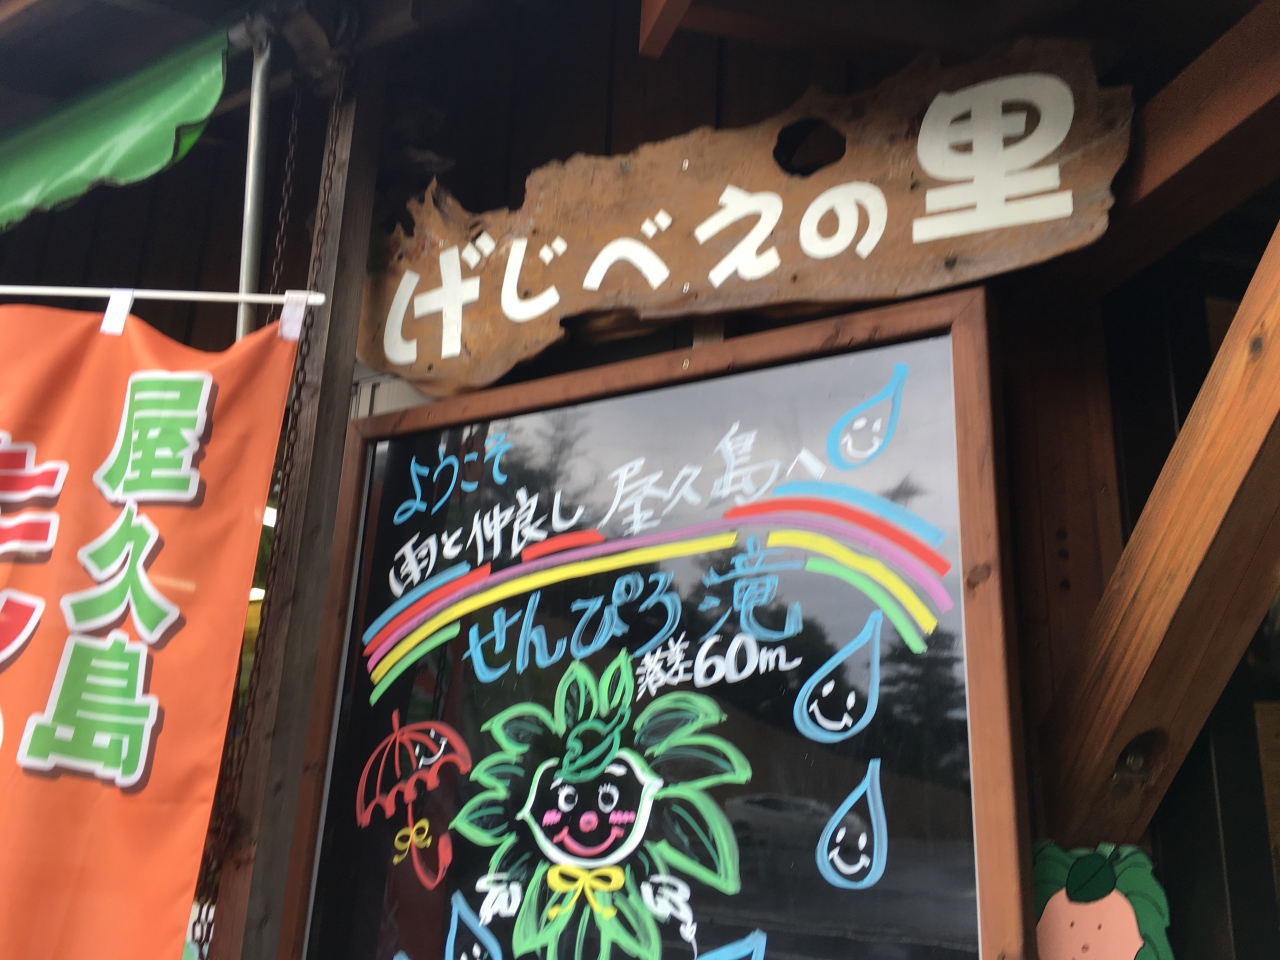 げじべえの里
ようこそ
雨と仲良し 屋久島へ
せんぴろ滝
落差60m
屋久島